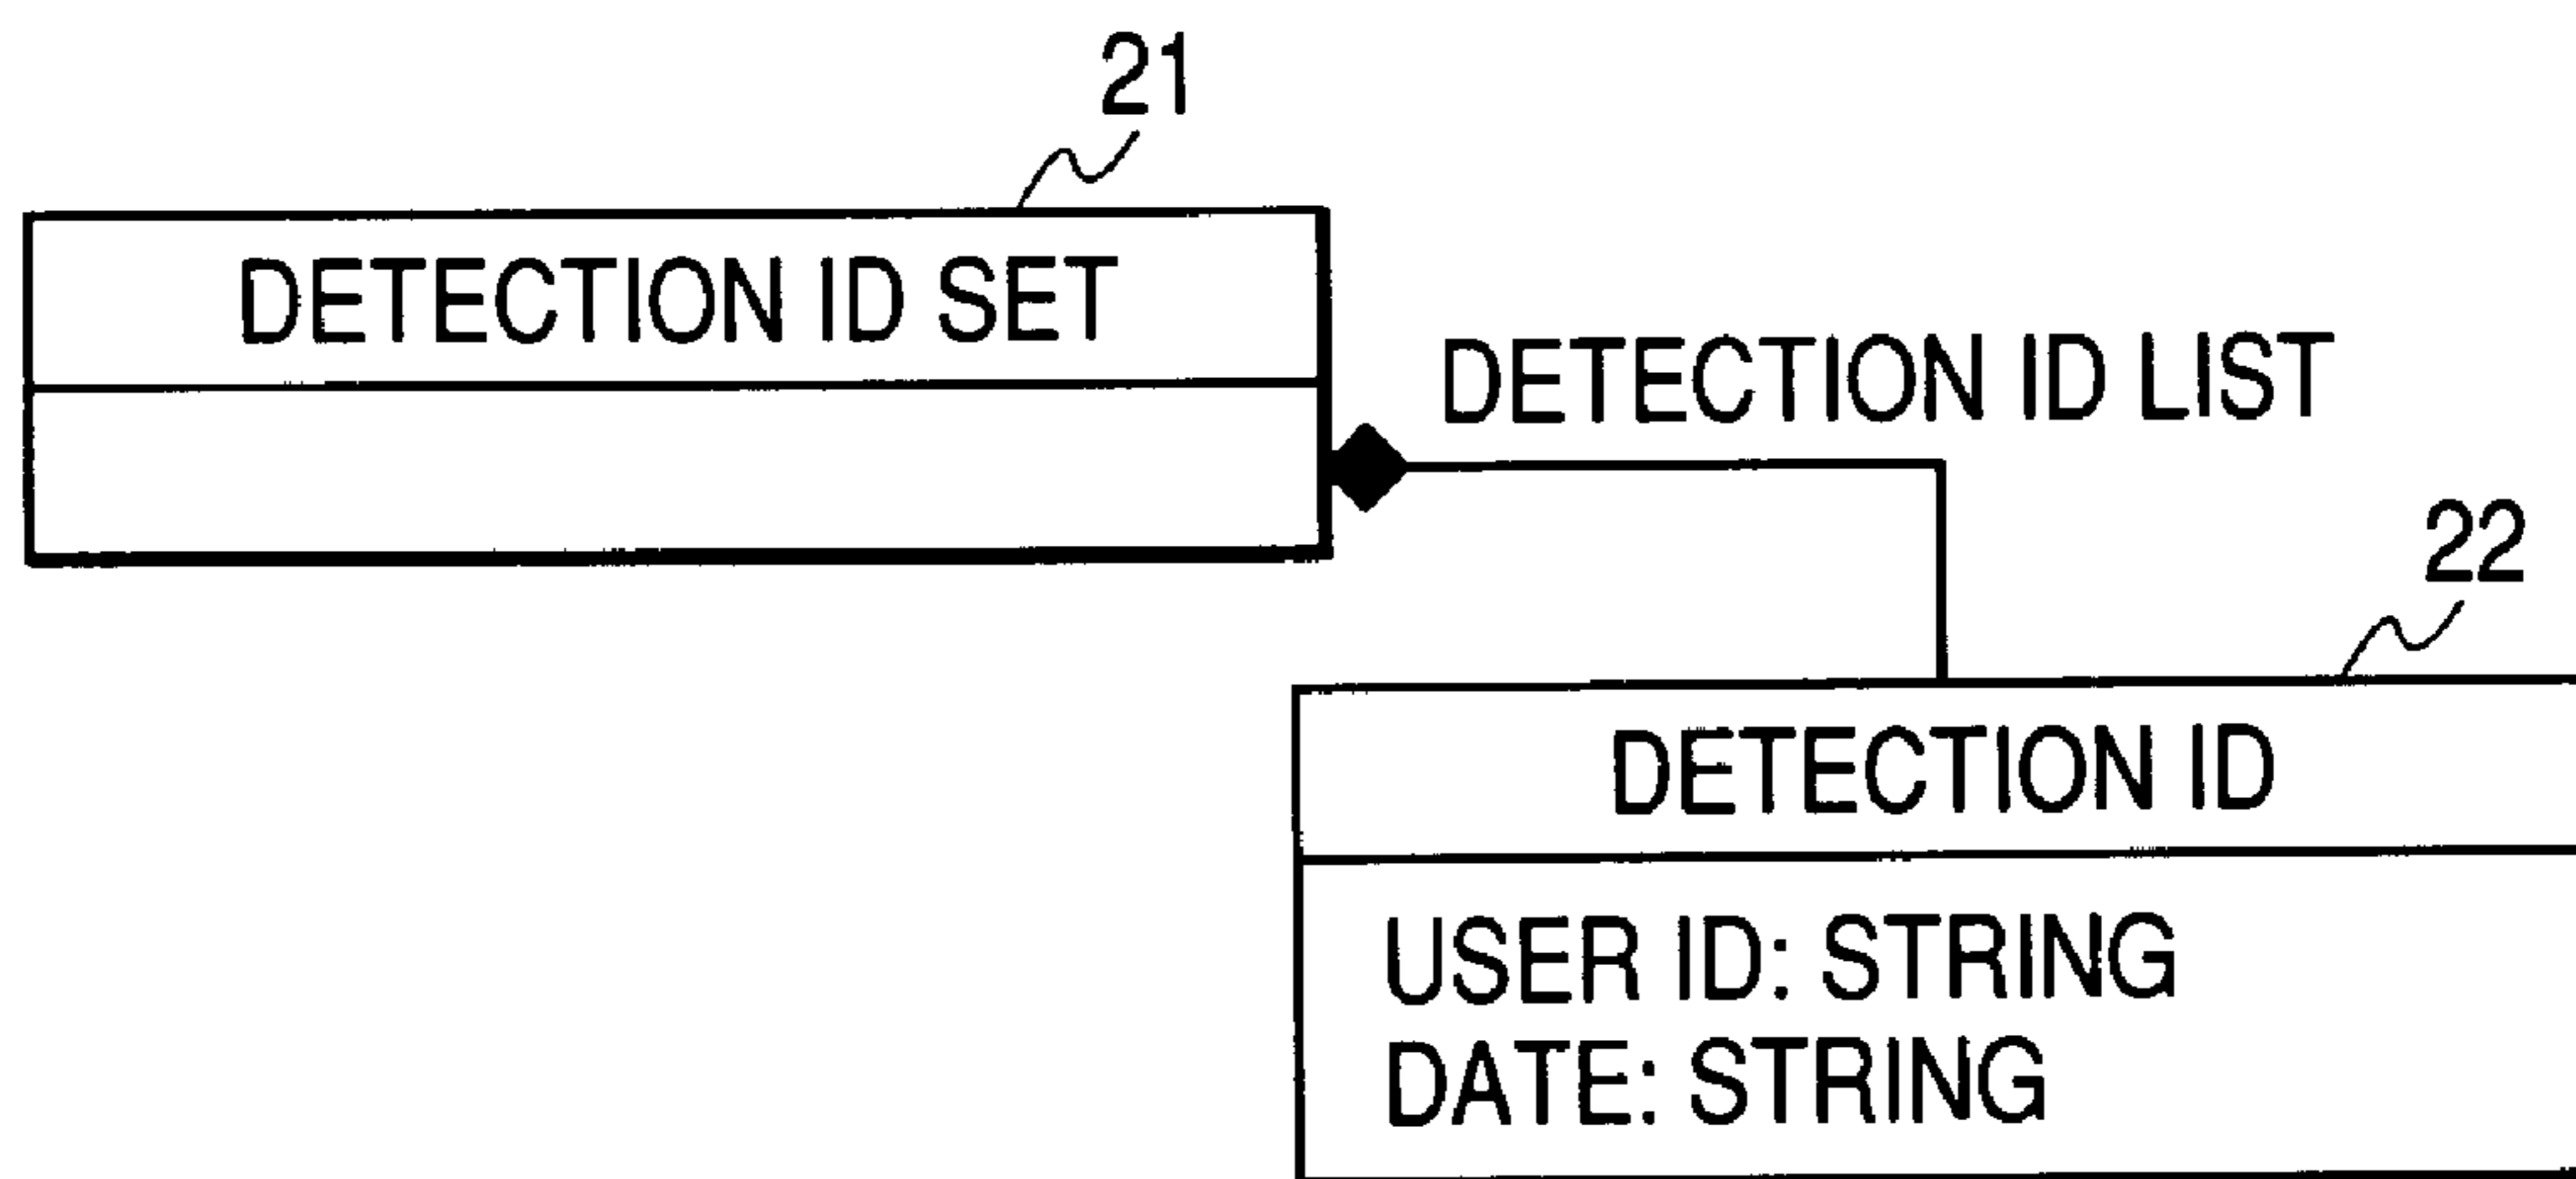 21
DETECTION ID SET
DETECTION ID LIST
22
DETECTION ID
USER ID: STRING
DATE: STRING